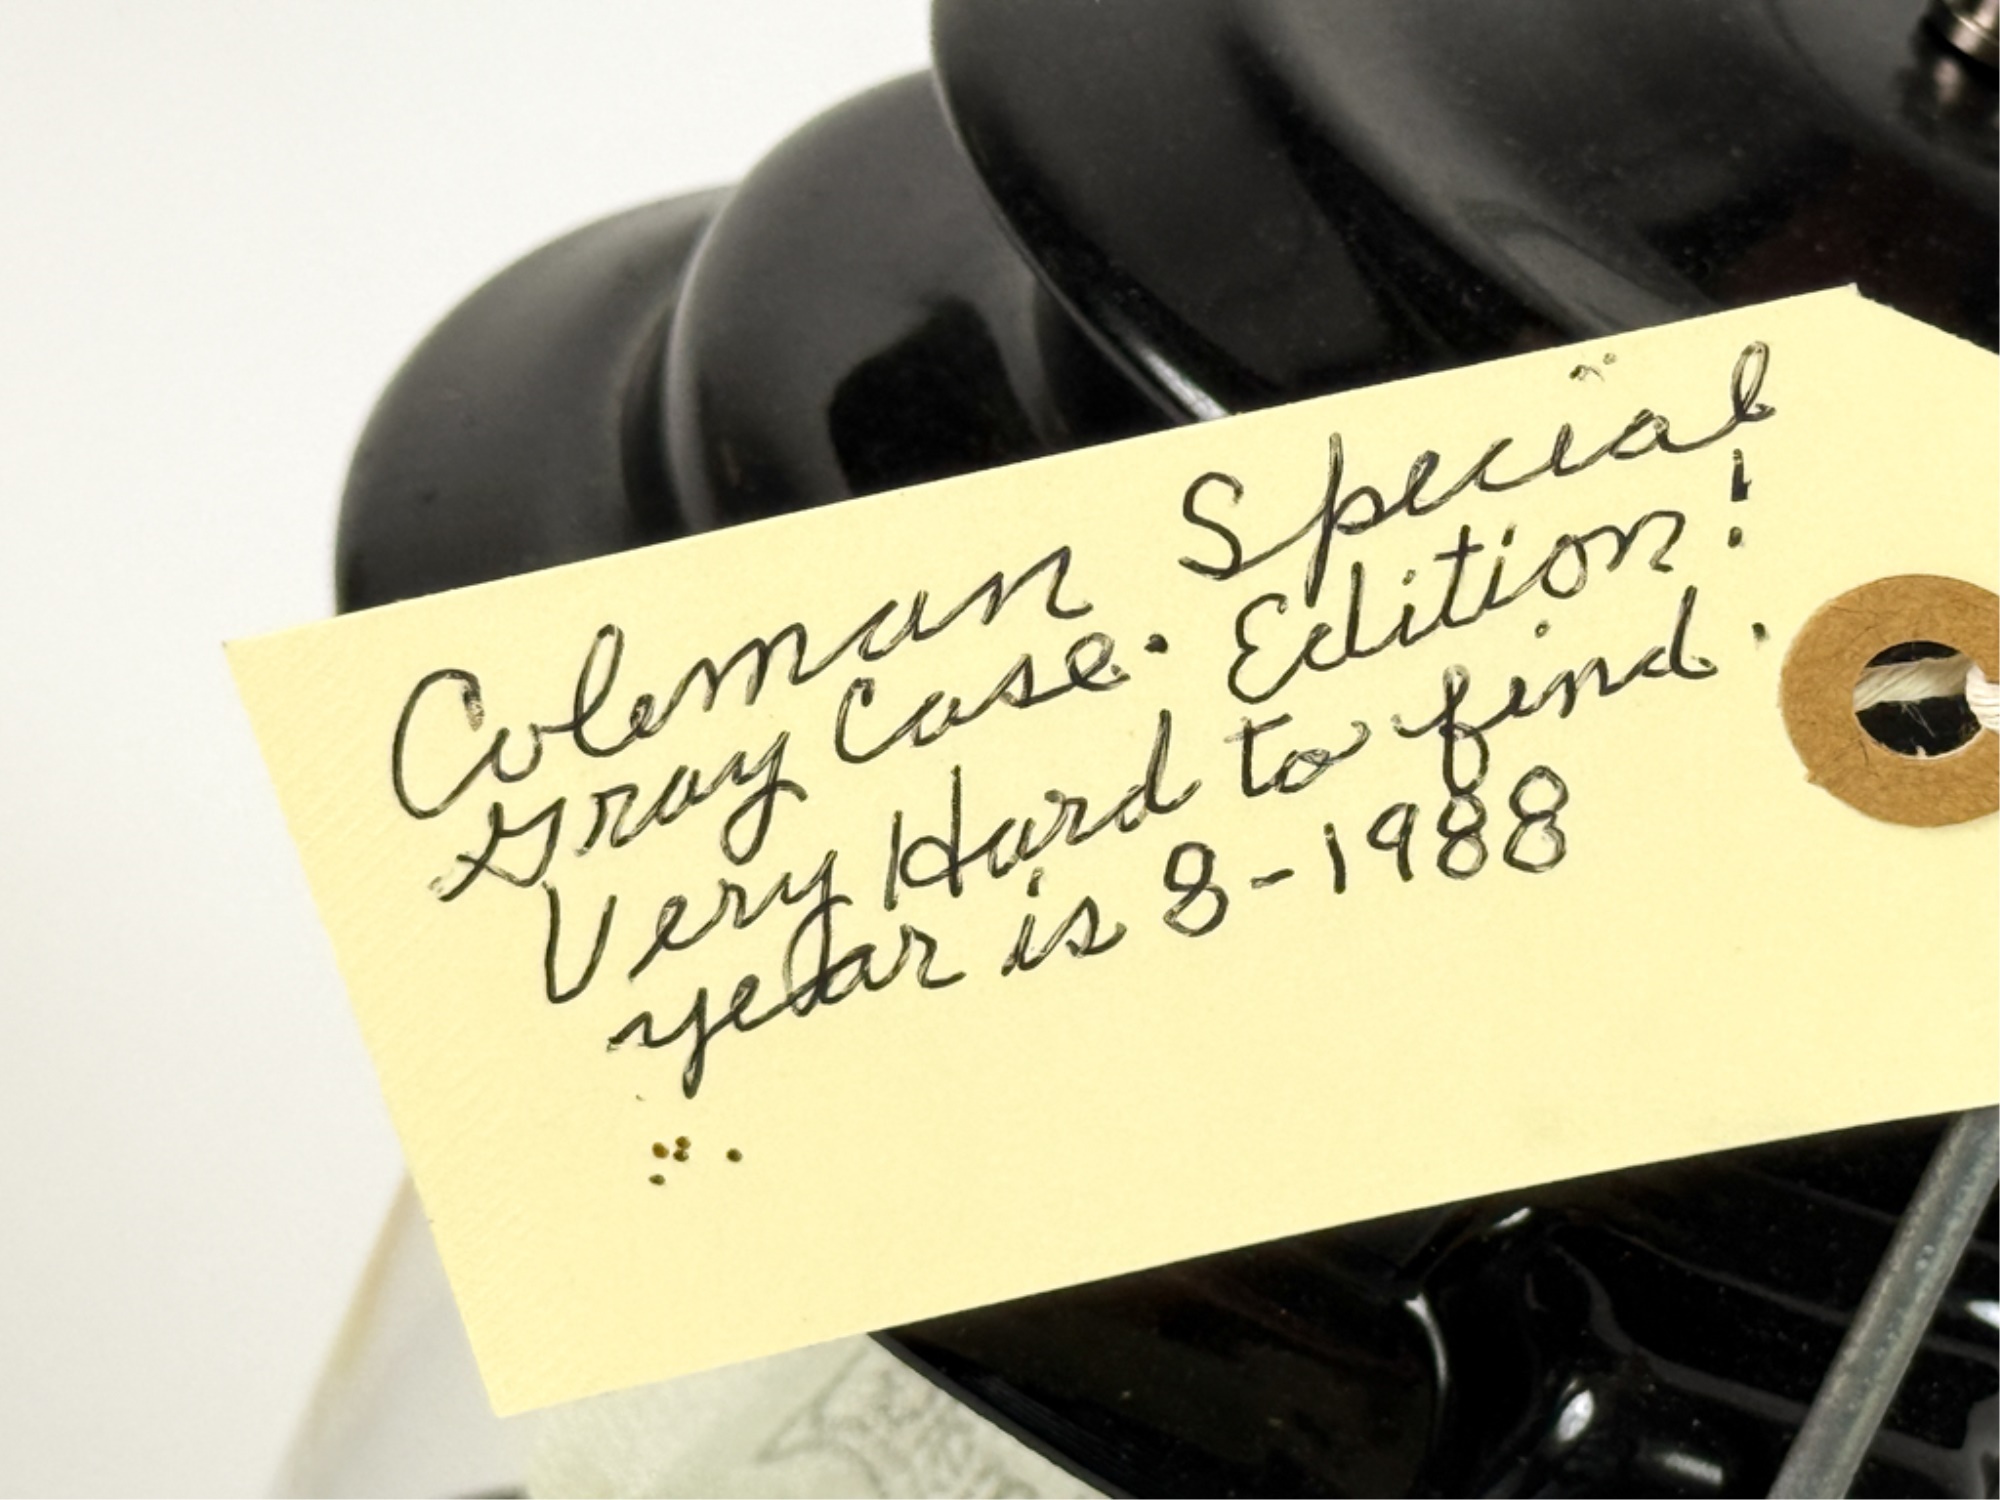 Coleman Special
Gray Case. Edition!
Very Hard to find.
year is 8-1988